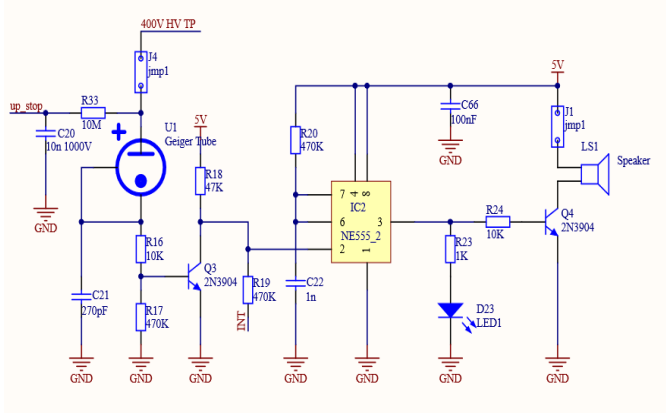 400V HV TP
J4
jmp1
up_stop
R33
10M
C20
10n 1000V
GND
U1
Geiger Tube
5V
R18
47K
R16
10K
Q3
2N3904
C21
270pF
R17
470K
R19
470K
INT
R20
470K
C22
1n
7
4
8
IC2
6
3
NE555_2
2
1
C66
100nF
GND
5V
J1
jmp1
LS1
Speaker
R24
10K
Q4
2N3904
R23
1K
D23
LED1
GND
GND
GND
GND
GND
GND
GND